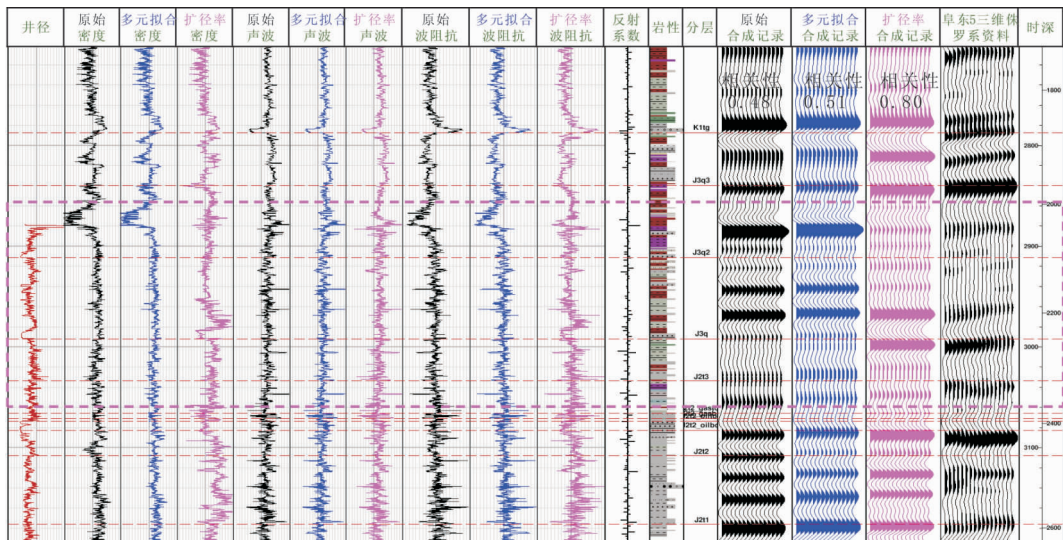 井径
原始
密度
多元拟合
密度
扩径率
密度
原始
声波
多元拟合
声波
扩径率
声波
原始
波阻抗
多元拟合
波阻抗
扩径率
波阻抗
反射
系数
岩性
分层
原始
合成记录
多元拟合
合成记录
扩径率
合成记录
阜东5三维侏
罗系资料
时深
相关性
0.48
相关性
0.51
相关性
0.80
1800
K1tg
2800
J3q3
2000
J3q2
2900
2200
J3q
3000
J2t3
J2t2_oilbo
2400
J2t2
3100
J2t1
2600